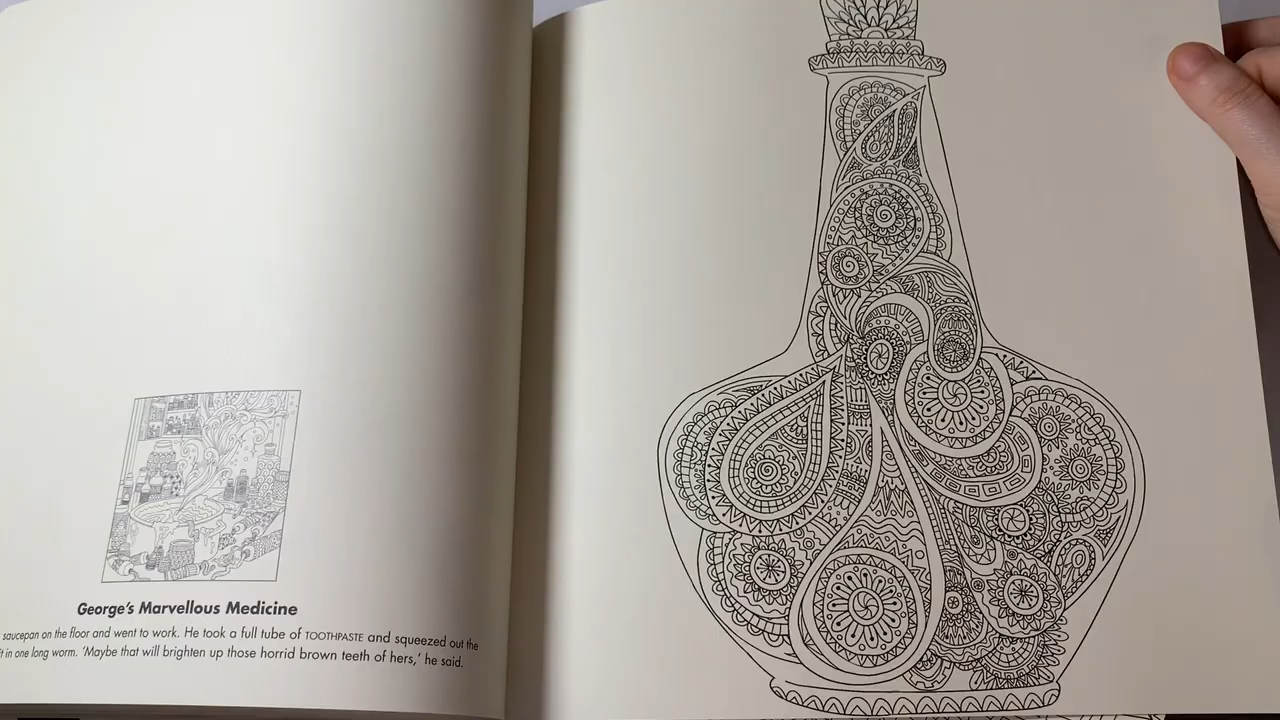 George's Marvellous Medicine
saucepan on the floor and went to work. He took a full tube of TOOTHPASTE and squeezed out the
it in one long worm. 'Maybe that will brighten up those horrid brown teeth of hers,' he said.